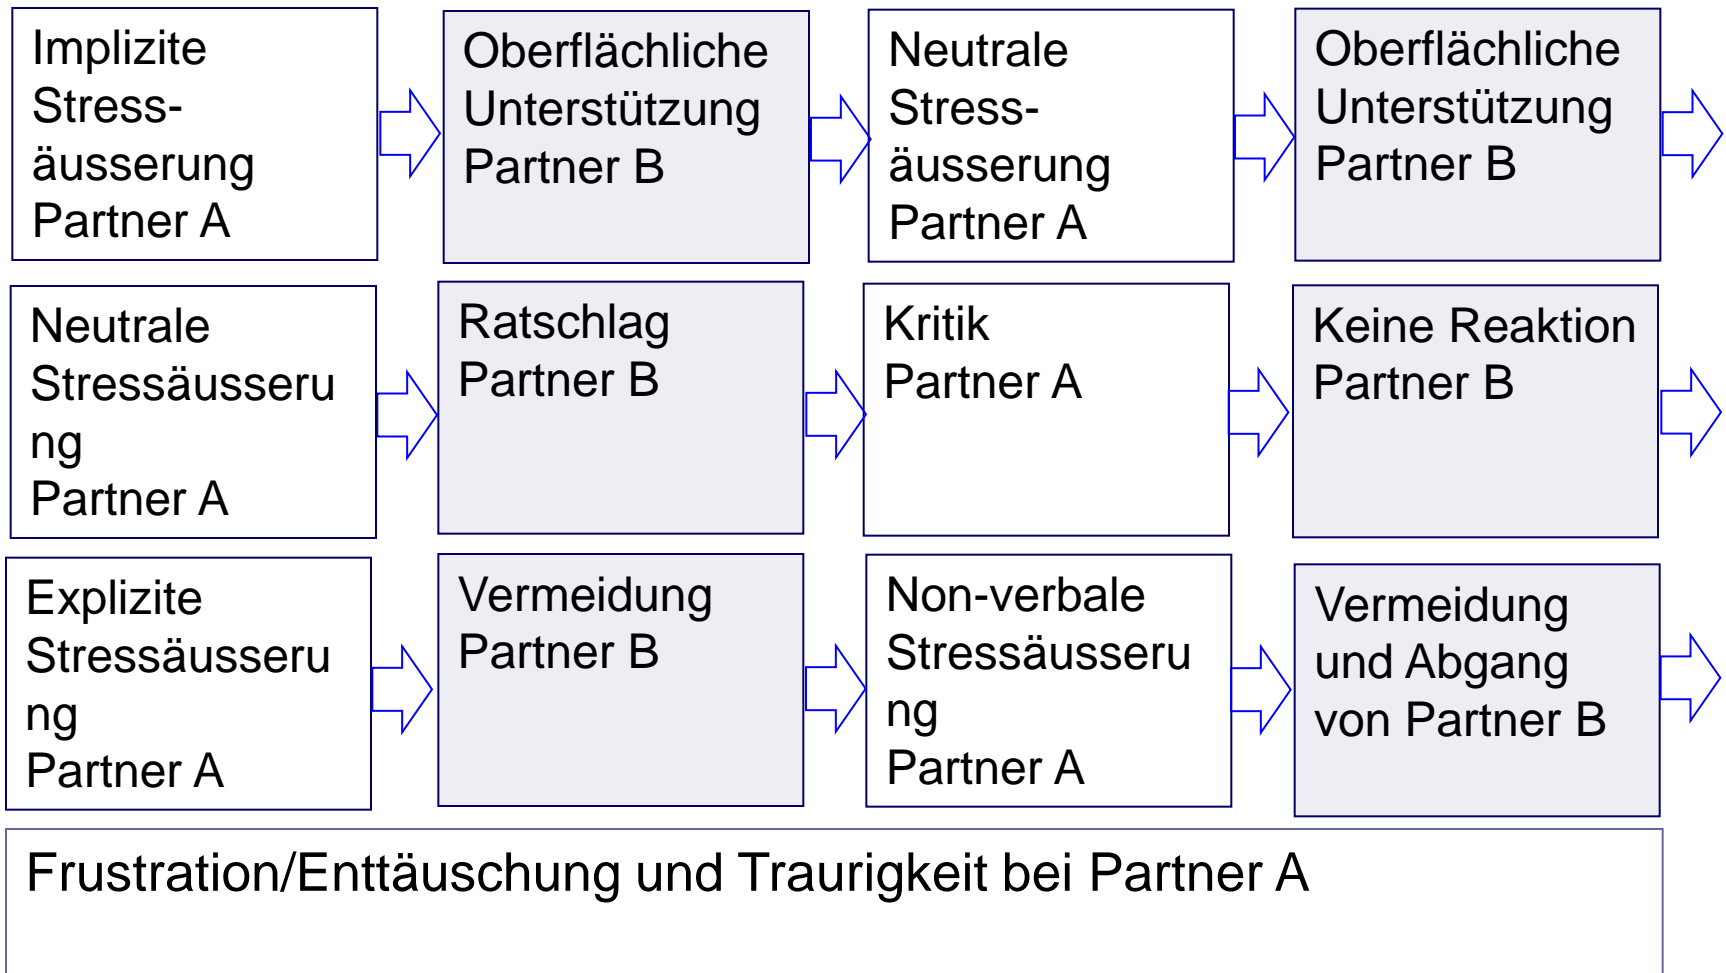 Implizite
Stress-
äusserung
Partner A
Oberflächliche
Unterstützung
Partner B
Neutrale
Stress-
äusserung
Partner A
Oberflächliche
Unterstützung
Partner B
Neutrale
Stressäusseru
ng
Partner A
Ratschlag
Partner B
Kritik
Partner A
Keine Reaktion
Partner B
Explizite
Stressäusseru
ng
Partner A
Vermeidung
Partner B
Non-verbale
Stressäusseru
ng
Partner A
Vermeidung
und Abgang
von Partner B
Frustration/Enttäuschung und Traurigkeit bei Partner A